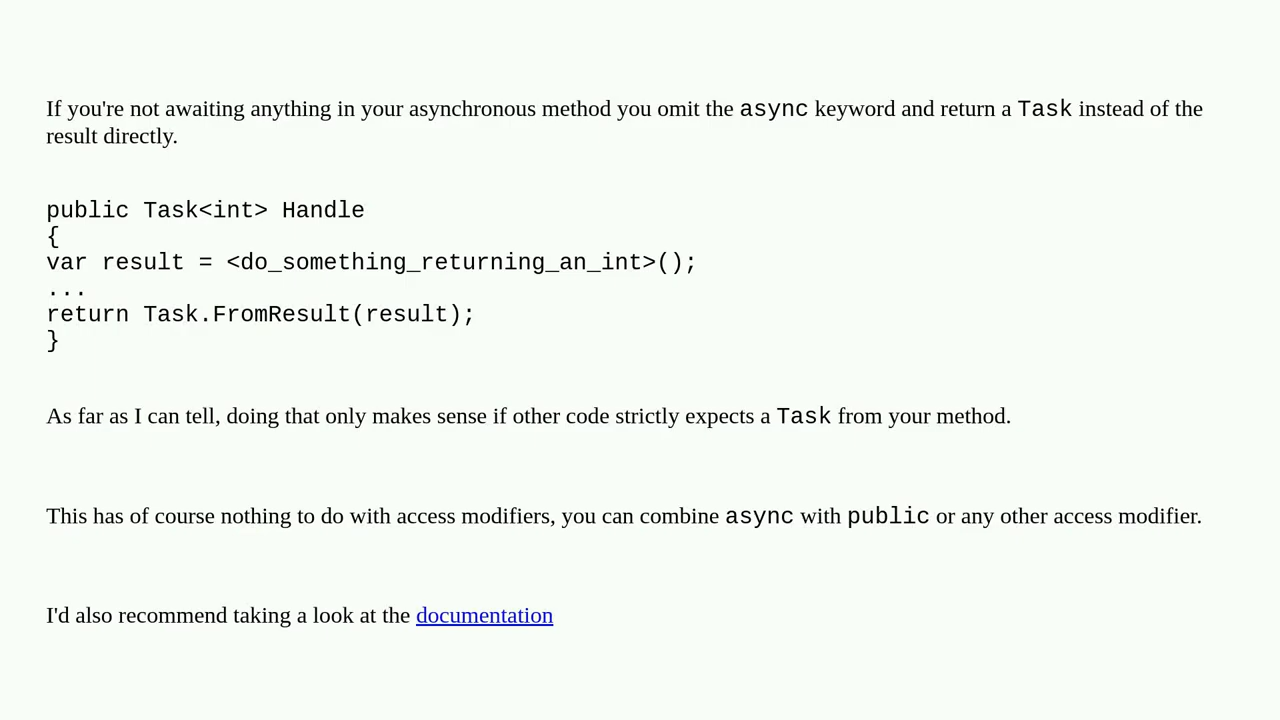 If you're not awaiting anything in your asynchronous method you omit the async keyword and return a Task instead of the
result directly.
public Task<int> Handle
{
var result = <do_something_returning_an_int>();
...
return Task.FromResult(result);
}
As far as I can tell, doing that only makes sense if other code strictly expects a Task from your method.
This has of course nothing to do with access modifiers, you can combine async with public or any other access modifier.
I'd also recommend taking a look at the documentation